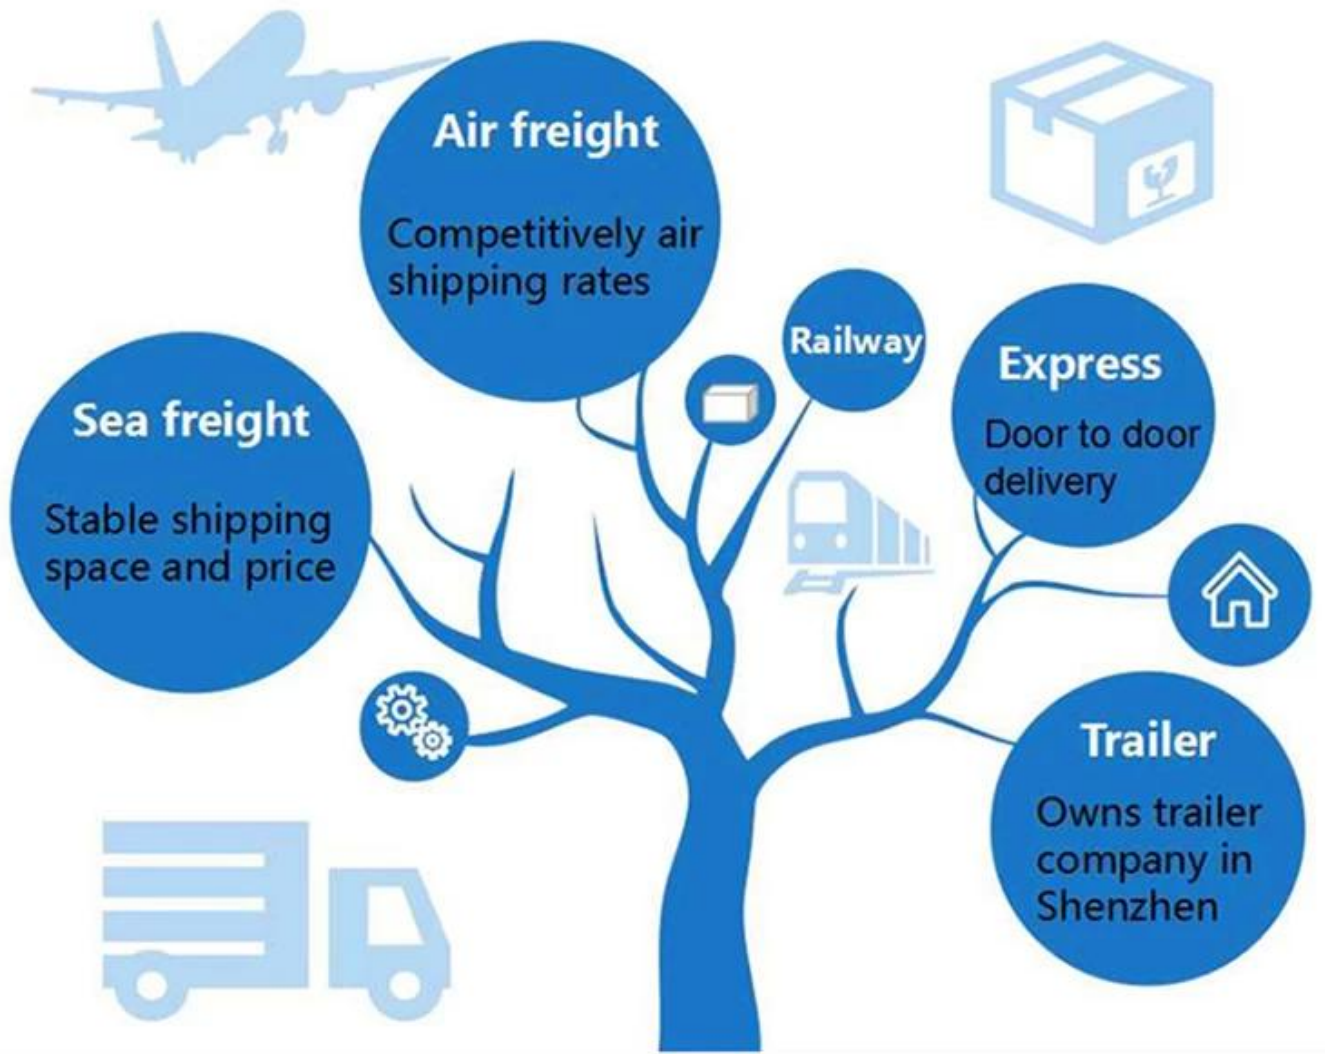 Air freight
Competitively air
shipping rates
Railway
Express
Door to door
delivery
Sea freight
Stable shipping
space and price
Trailer
Owns trailer
company in
Shenzhen